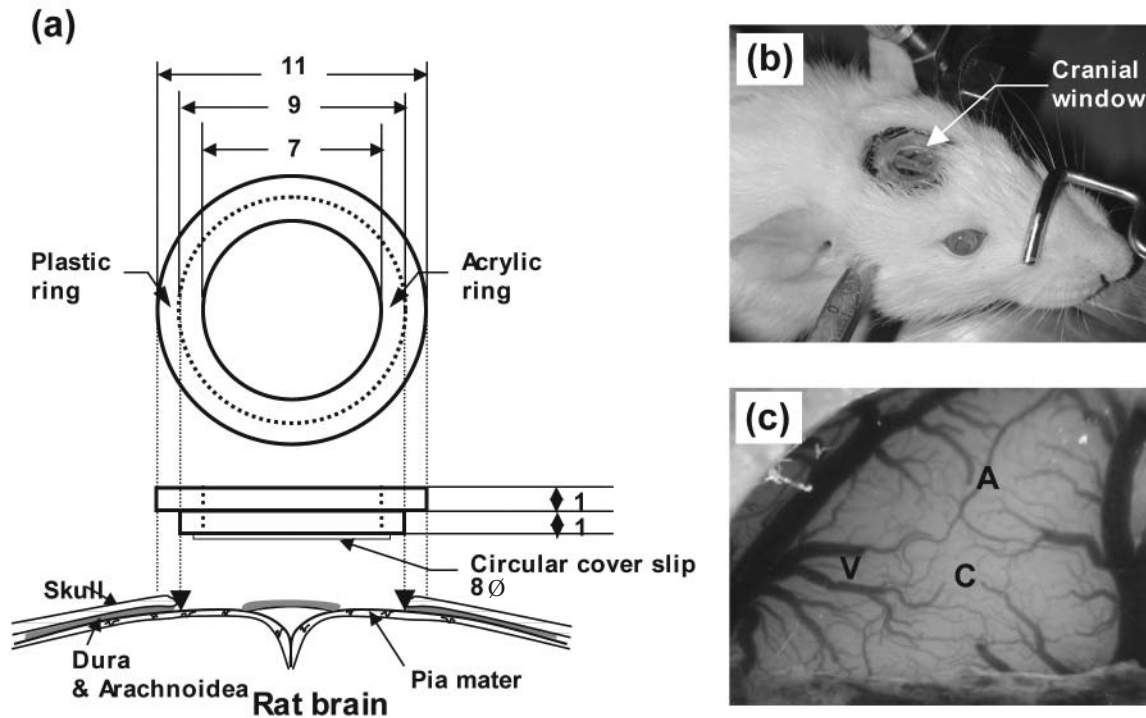 (a)
11
9
7
Plastic
ring
Acrylic
ring
1
1
Circular cover slip
8Ø
Skull
Dura
& Arachnoidea
Pia mater
Rat brain
(b)
Cranial
window
(c)
A
V
C